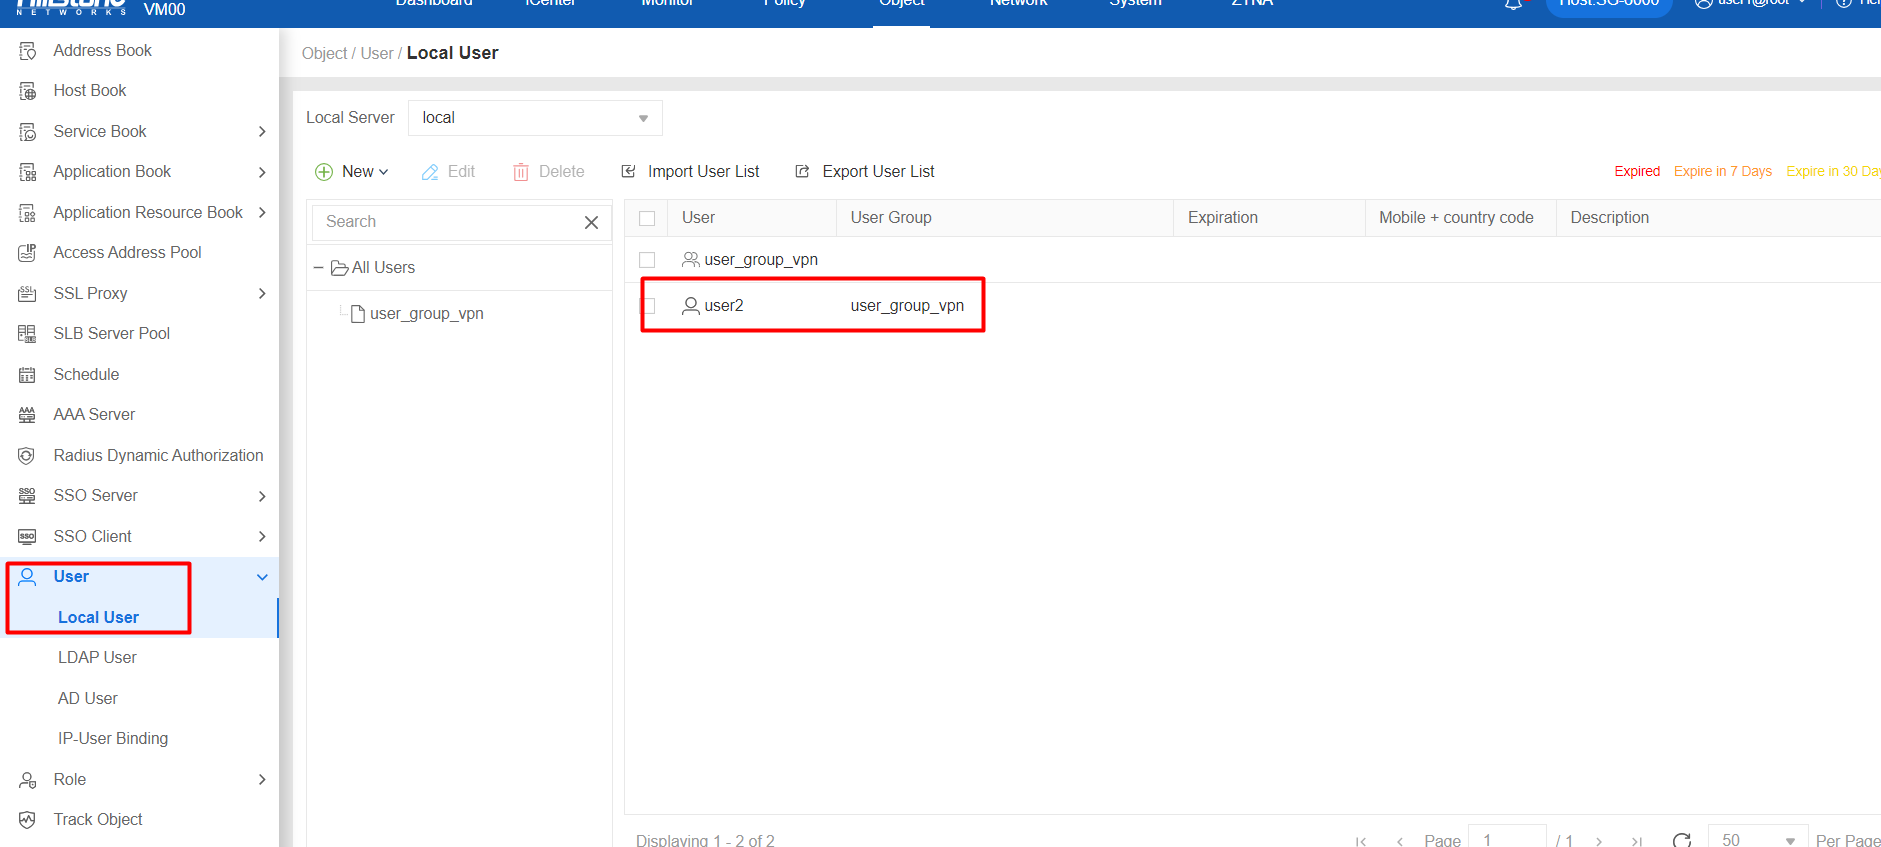 Hillstone
NETWORKS
VM00
Dashboard iCenter Monitor Policy Object Network System ZTNA
Host:SG-6000 user1@root
Address Book
Host Book
Service Book
Application Book
Application Resource Book
Access Address Pool
SSL Proxy
SLB Server Pool
Schedule
AAA Server
Radius Dynamic Authorization
SSO Server
SSO Client
User
Local User
LDAP User
AD User
IP-User Binding
Role
Track Object
Object / User / Local User
Local Server local
New Edit Delete Import User List Export User List
Expired Expire in 7 Days Expire in 30 Day
Search
All Users
user_group_vpn
User User Group Expiration Mobile + country code Description
user_group_vpn
user2 user_group_vpn
Displaying 1 - 2 of 2
Page 1 / 1 50 Per Page